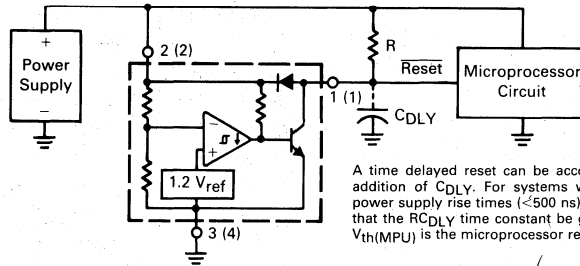 +
Power
Supply
−
2 (2)
R
Reset
1 (1)
CDLY
Microprocessor
Circuit
−
+
1.2 Vref
3 (4)
A time delayed reset can be
addition of CDLY. For systems
power supply rise times (<500 ns)
that the RCDLY time constant be
Vth(MPU) is the microprocessor